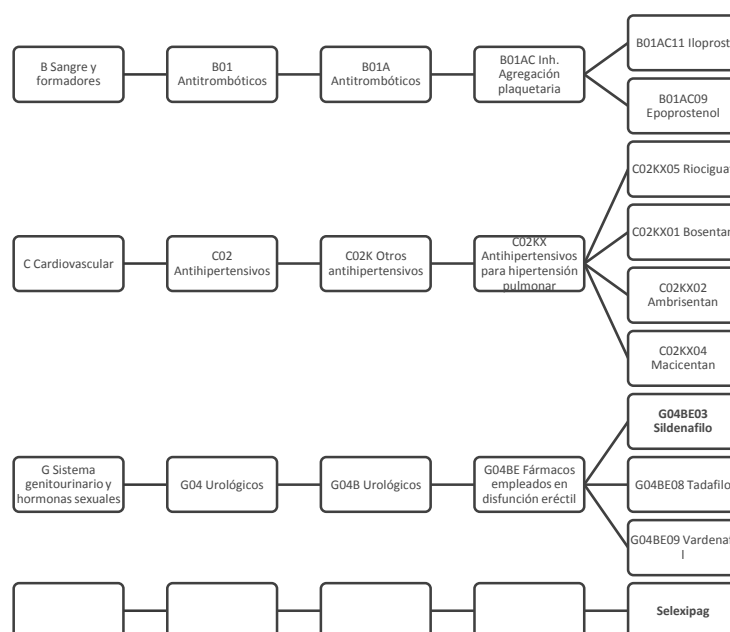 B Sangre y
formadores
B01
Antitrombóticos
B01A
Antitrombóticos
B01AC Inh.
Agregación
plaquetaria
B01AC11 Iloprost
B01AC09
Epoprostenol
C Cardiovascular
C02
Antihipertensivos
C02K Otros
antihipertensivos
C02KX
Antihipertensivos
para hipertensión
pulmonar
C02KX05 Riociguat
C02KX01 Bosentan
C02KX02
Ambrisentan
C02KX04
Macicentan
G Sistema
genitourinario y
hormonas sexuales
G04 Urológicos
G04B Urológicos
G04BE Fármacos
empleados en
disfunción eréctil
G04BE03
Sildenafilo
G04BE08 Tadafilo
G04BE09 Vardenafi
l
Selexipag